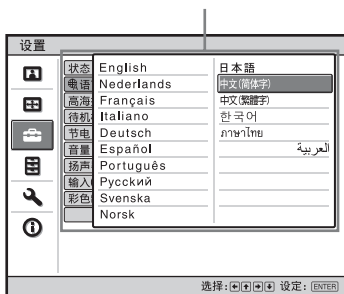 设置
状态
语
高海
待机
节电
音量
扬声
输入
彩色
English
Nederlands
Français
Italiano
Deutsch
Español
Português
Русский
Svenska
Norsk
日本語
中文(简体字)
中文(繁體字)
한국어
ภาษาไทย
العربية
选择: 设定: ENTER